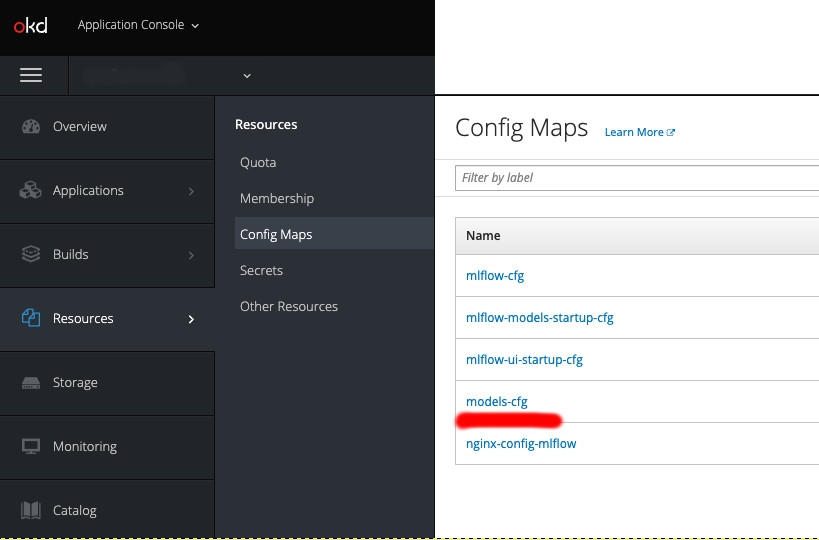 okd
Application Console
Overview
Applications
Builds
Resources
Storage
Monitoring
Catalog
Resources
Quota
Membership
Config Maps
Secrets
Other Resources
Config Maps Learn More
Filter by label
Name
mlflow-cfg
mlflow-models-startup-cfg
mlflow-ui-startup-cfg
models-cfg
nginx-config-mlflow